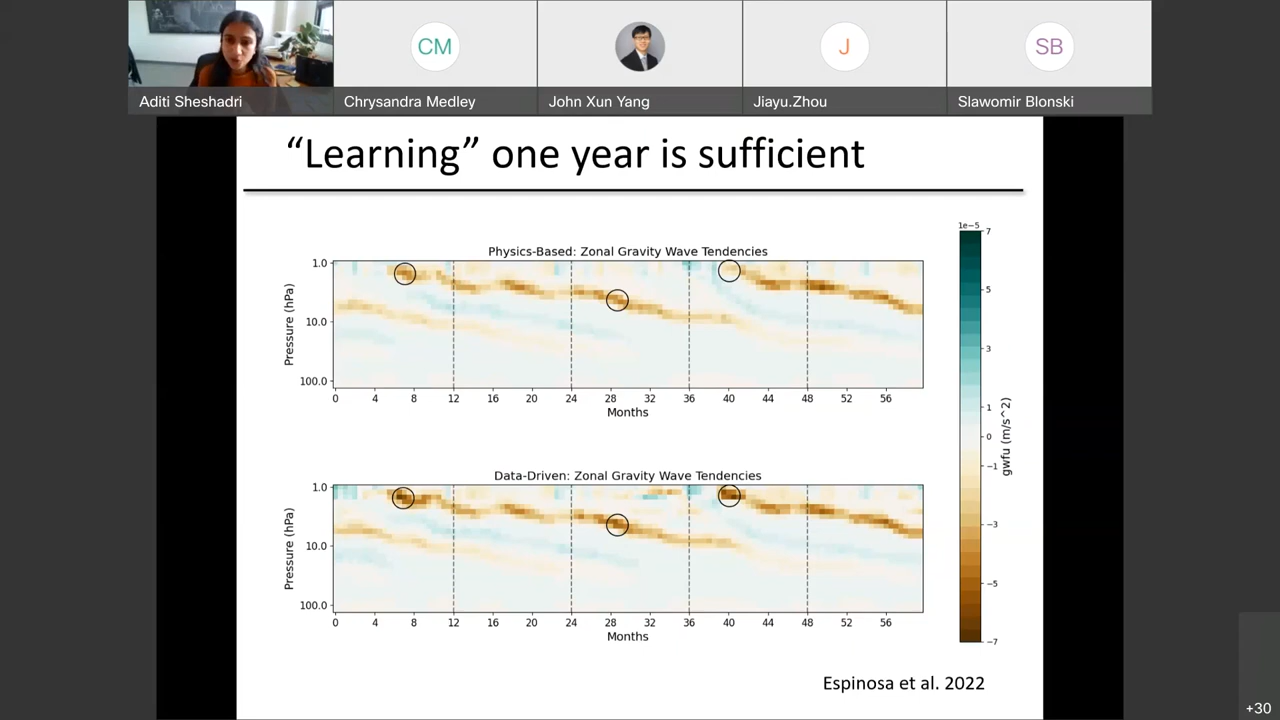 CM
J
SB
Aditi Sheshadri
Chrysandra Medley
John Xun Yang
Jiayu.Zhou
Slawomir Blonski
“Learning” one year is sufficient
Physics-Based: Zonal Gravity Wave Tendencies
1.0
10.0
100.0
Pressure (hPa)
0 4 8 12 16 20 24 28 32 36 40 44 48 52 56
Months
Data-Driven: Zonal Gravity Wave Tendencies
1.0
10.0
100.0
Pressure (hPa)
0 4 8 12 16 20 24 28 32 36 40 44 48 52 56
Months
1e-5
7
5
3
1
0
−1
−3
−5
−7
gwfu (m/s^2)
Espinosa et al. 2022
+30